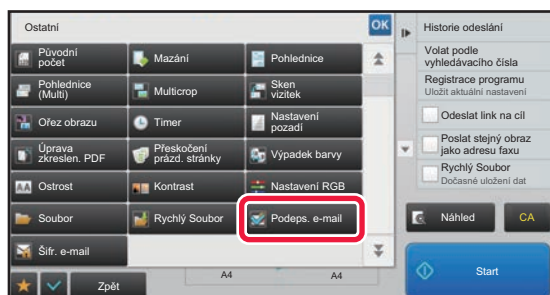 Ostatní
OK
Původní
počet
Mazání
Pohlednice
Pohlednice
(Multi)
Multicrop
Sken
vizitek
Ořez obrazu
Timer
Nastavení
pozadí
Úprava
zkreslen. PDF
Přeskočení
prázd. stránky
Výpadek barvy
AA
Ostrost
Kontrast
Nastavení RGB
Soubor
Rychlý Soubor
Podeps. e-mail
Šifr. e-mail
Zpět
A4
A4
Historie odeslání
Volat podle
vyhledávacího čísla
Registrace programu
Uložit aktuální nastavení
Odeslat link na cíl
Poslat stejný obraz
jako adresu faxu
Rychlý Soubor
Dočasné uložení dat
Náhled
CA
Start